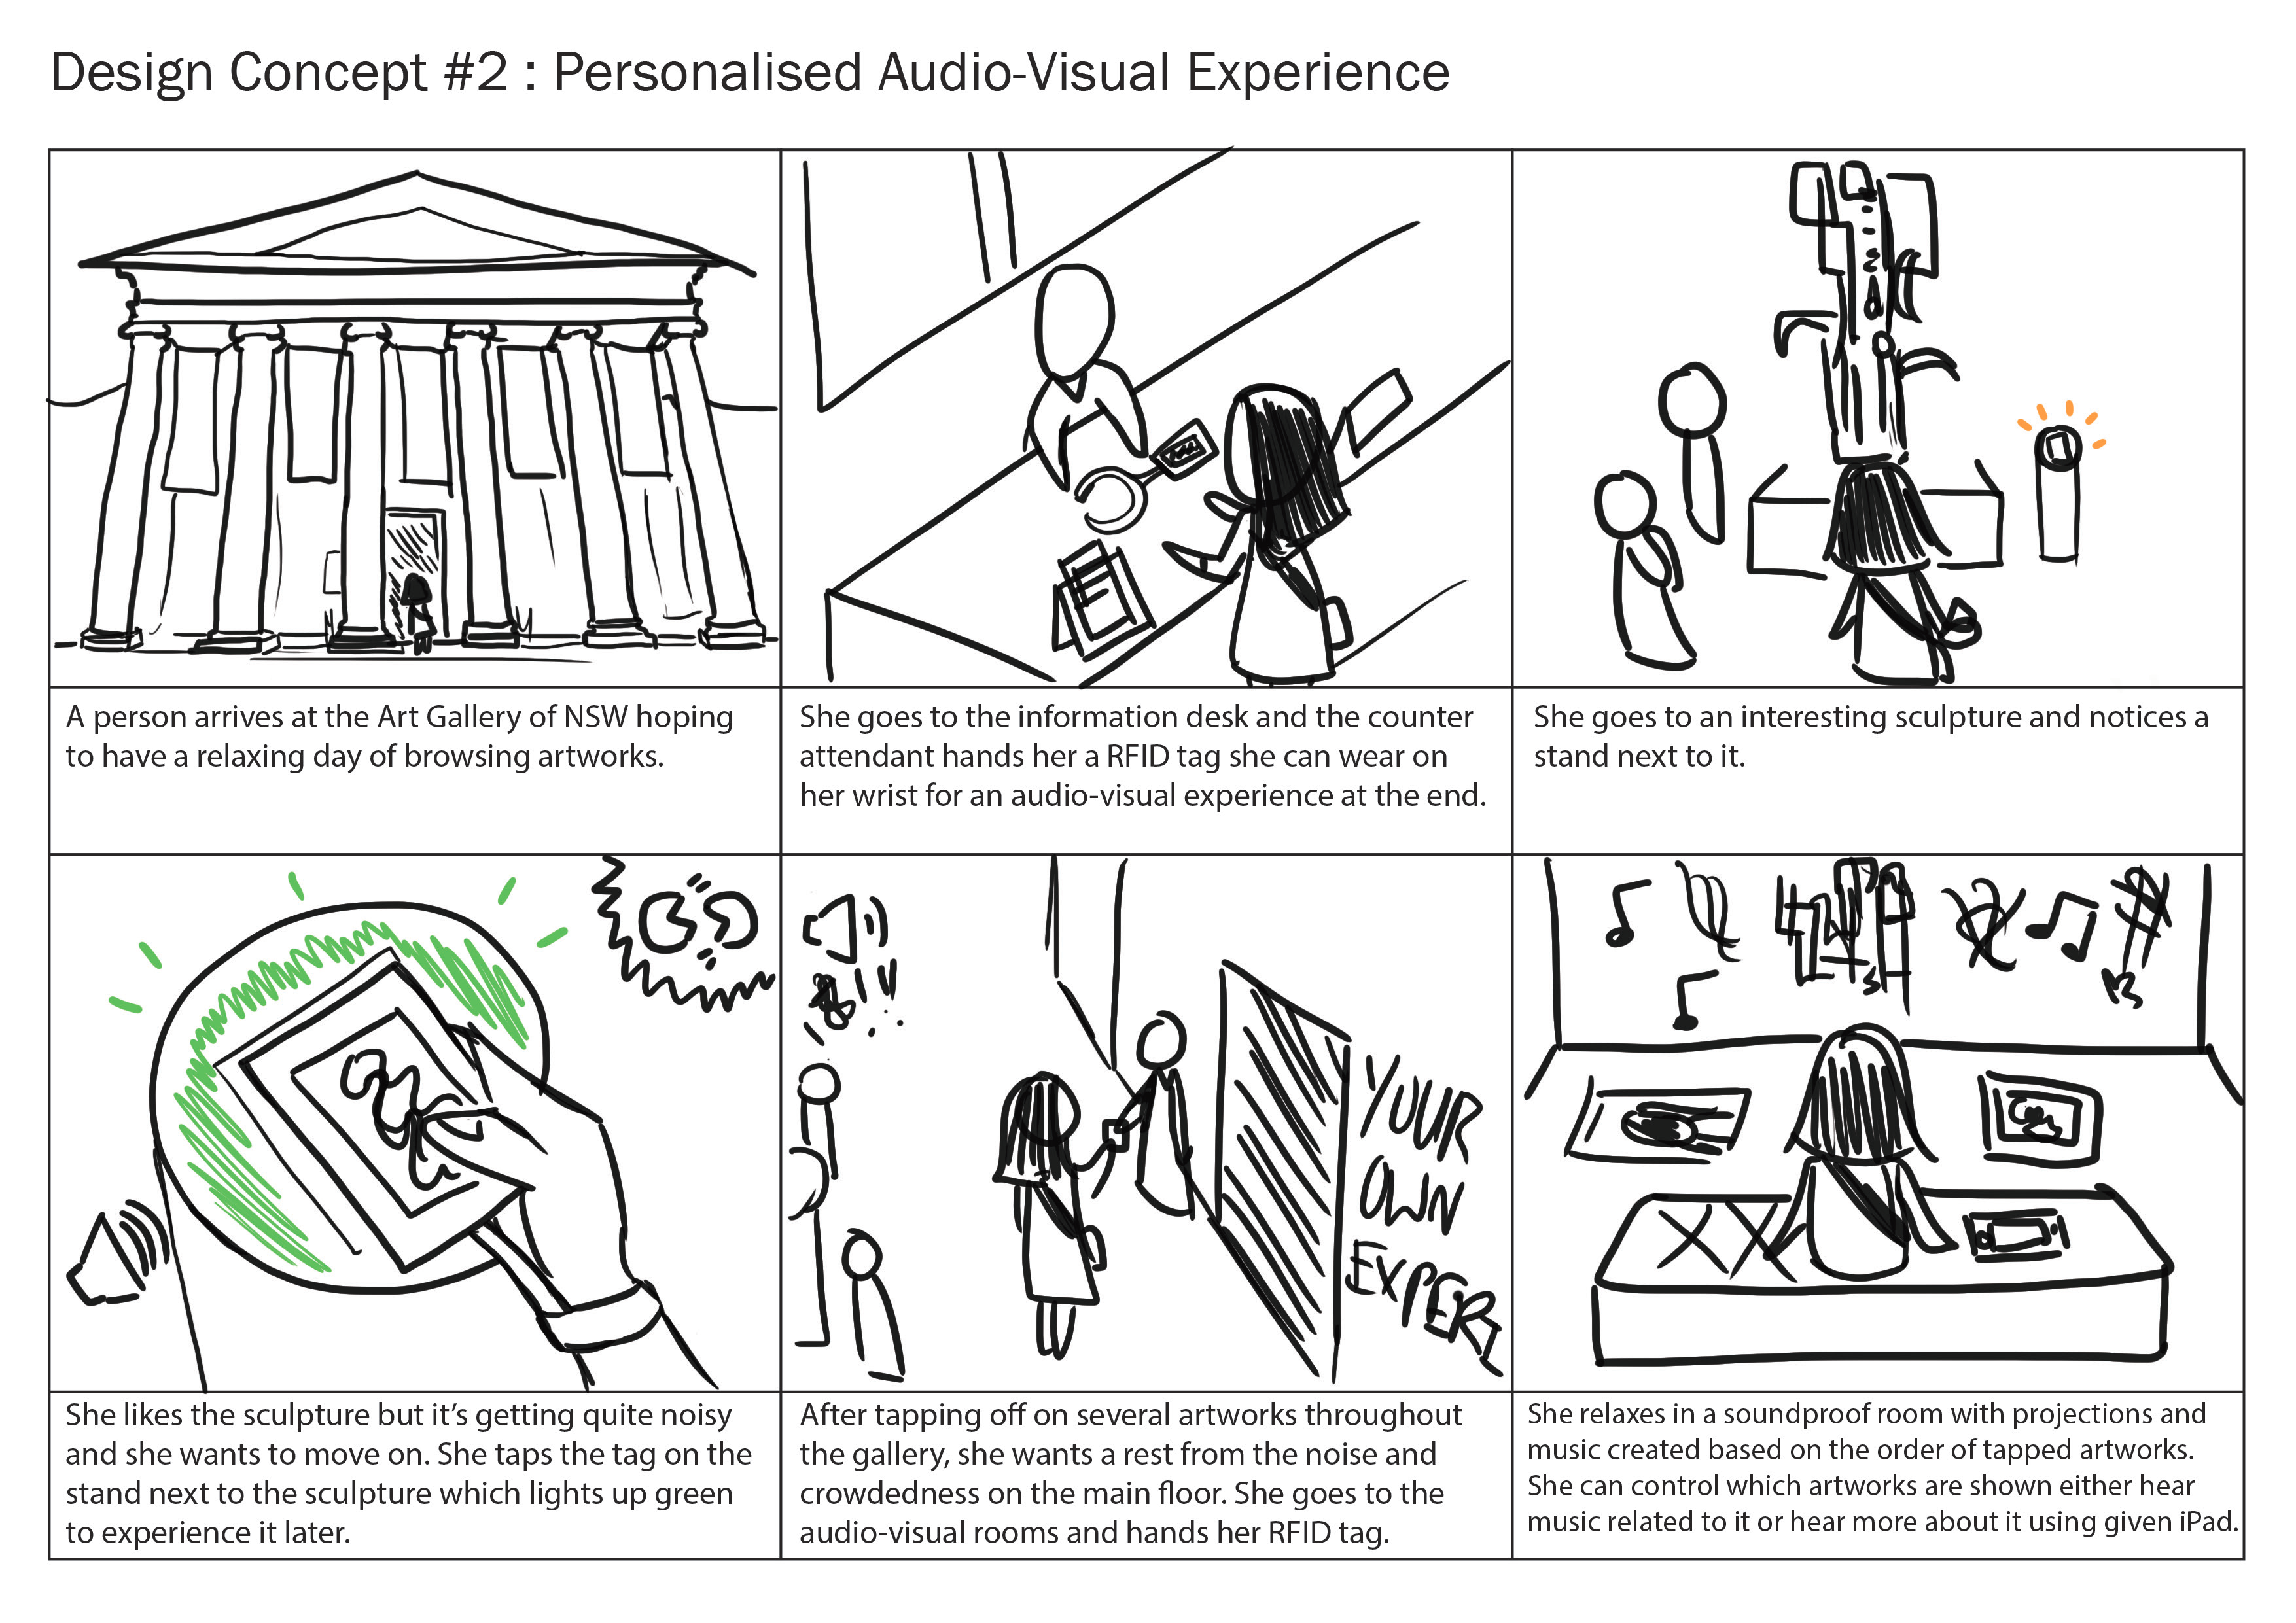 Design Concept #2 : Personalised Audio-Visual Experience
A person arrives at the Art Gallery of NSW hoping
to have a relaxing day of browsing artworks.
She goes to the information desk and the counter
attendant hands her a RFID tag she can wear on
her wrist for an audio-visual experience at the end.
She goes to an interesting sculpture and notices a
stand next to it.
YOUR
OWN
EXPERI
She likes the sculpture but it’s getting quite noisy
and she wants to move on. She taps the tag on the
stand next to the sculpture which lights up green
to experience it later.
After tapping off on several artworks throughout
the gallery, she wants a rest from the noise and
crowdedness on the main floor. She goes to the
audio-visual rooms and hands her RFID tag.
She relaxes in a soundproof room with projections and
music created based on the order of tapped artworks.
She can control which artworks are shown either hear
music related to it or hear more about it using given iPad.